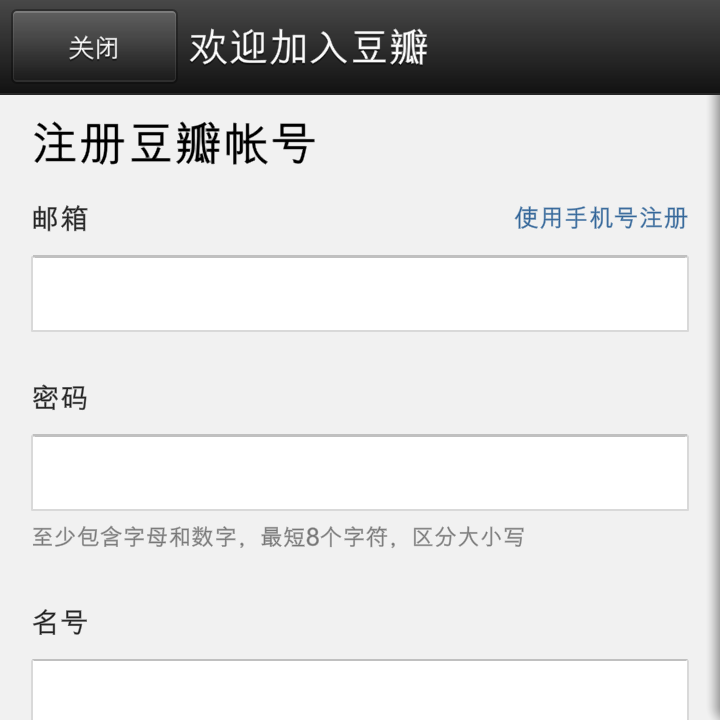 关闭 欢迎加入豆瓣
注册豆瓣帐号
邮箱 使用手机号注册
密码
至少包含字母和数字，最短8个字符，区分大小写
名号